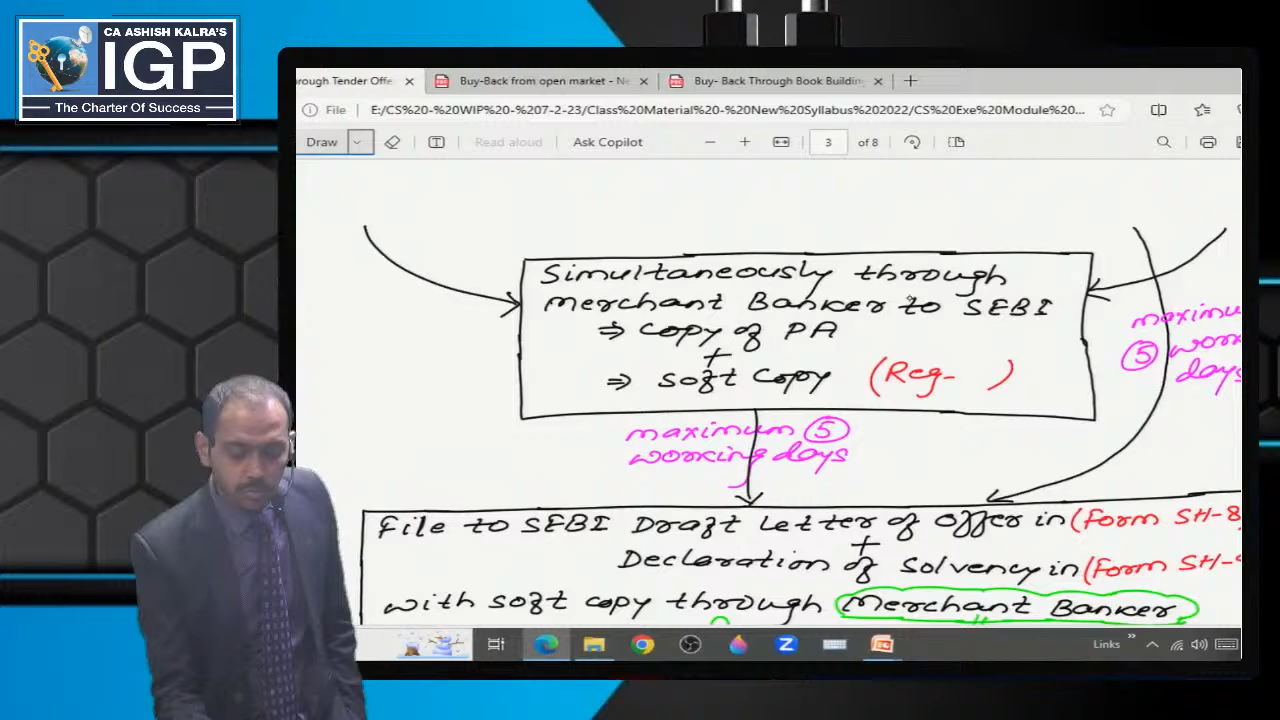 CA ASHISH KALRA'S
IGP
The Charter Of Success
rough Tender Offe
Buy-Back from open market - Ne
Buy- Back Through Book Building
File
E:/CS%20-%20WIP%20-%207-2-23/Class%20Material%20-%20New%20Syllabus%202022/CS%20Exe%20Module%20...
Draw
Read aloud
Ask Copilot
3
of 8
Simultaneously through
Merchant Banker to SEBI
⇒ Copy of PA
+
⇒ Soft Copy (Reg- )
maximum 5
working days
maximu
5 work
days
File to SEBI Draft Letter of Offer in (Form SH-8
+
Declaration of Solvency in (Form SH-
with soft copy through Merchant Banker
Links